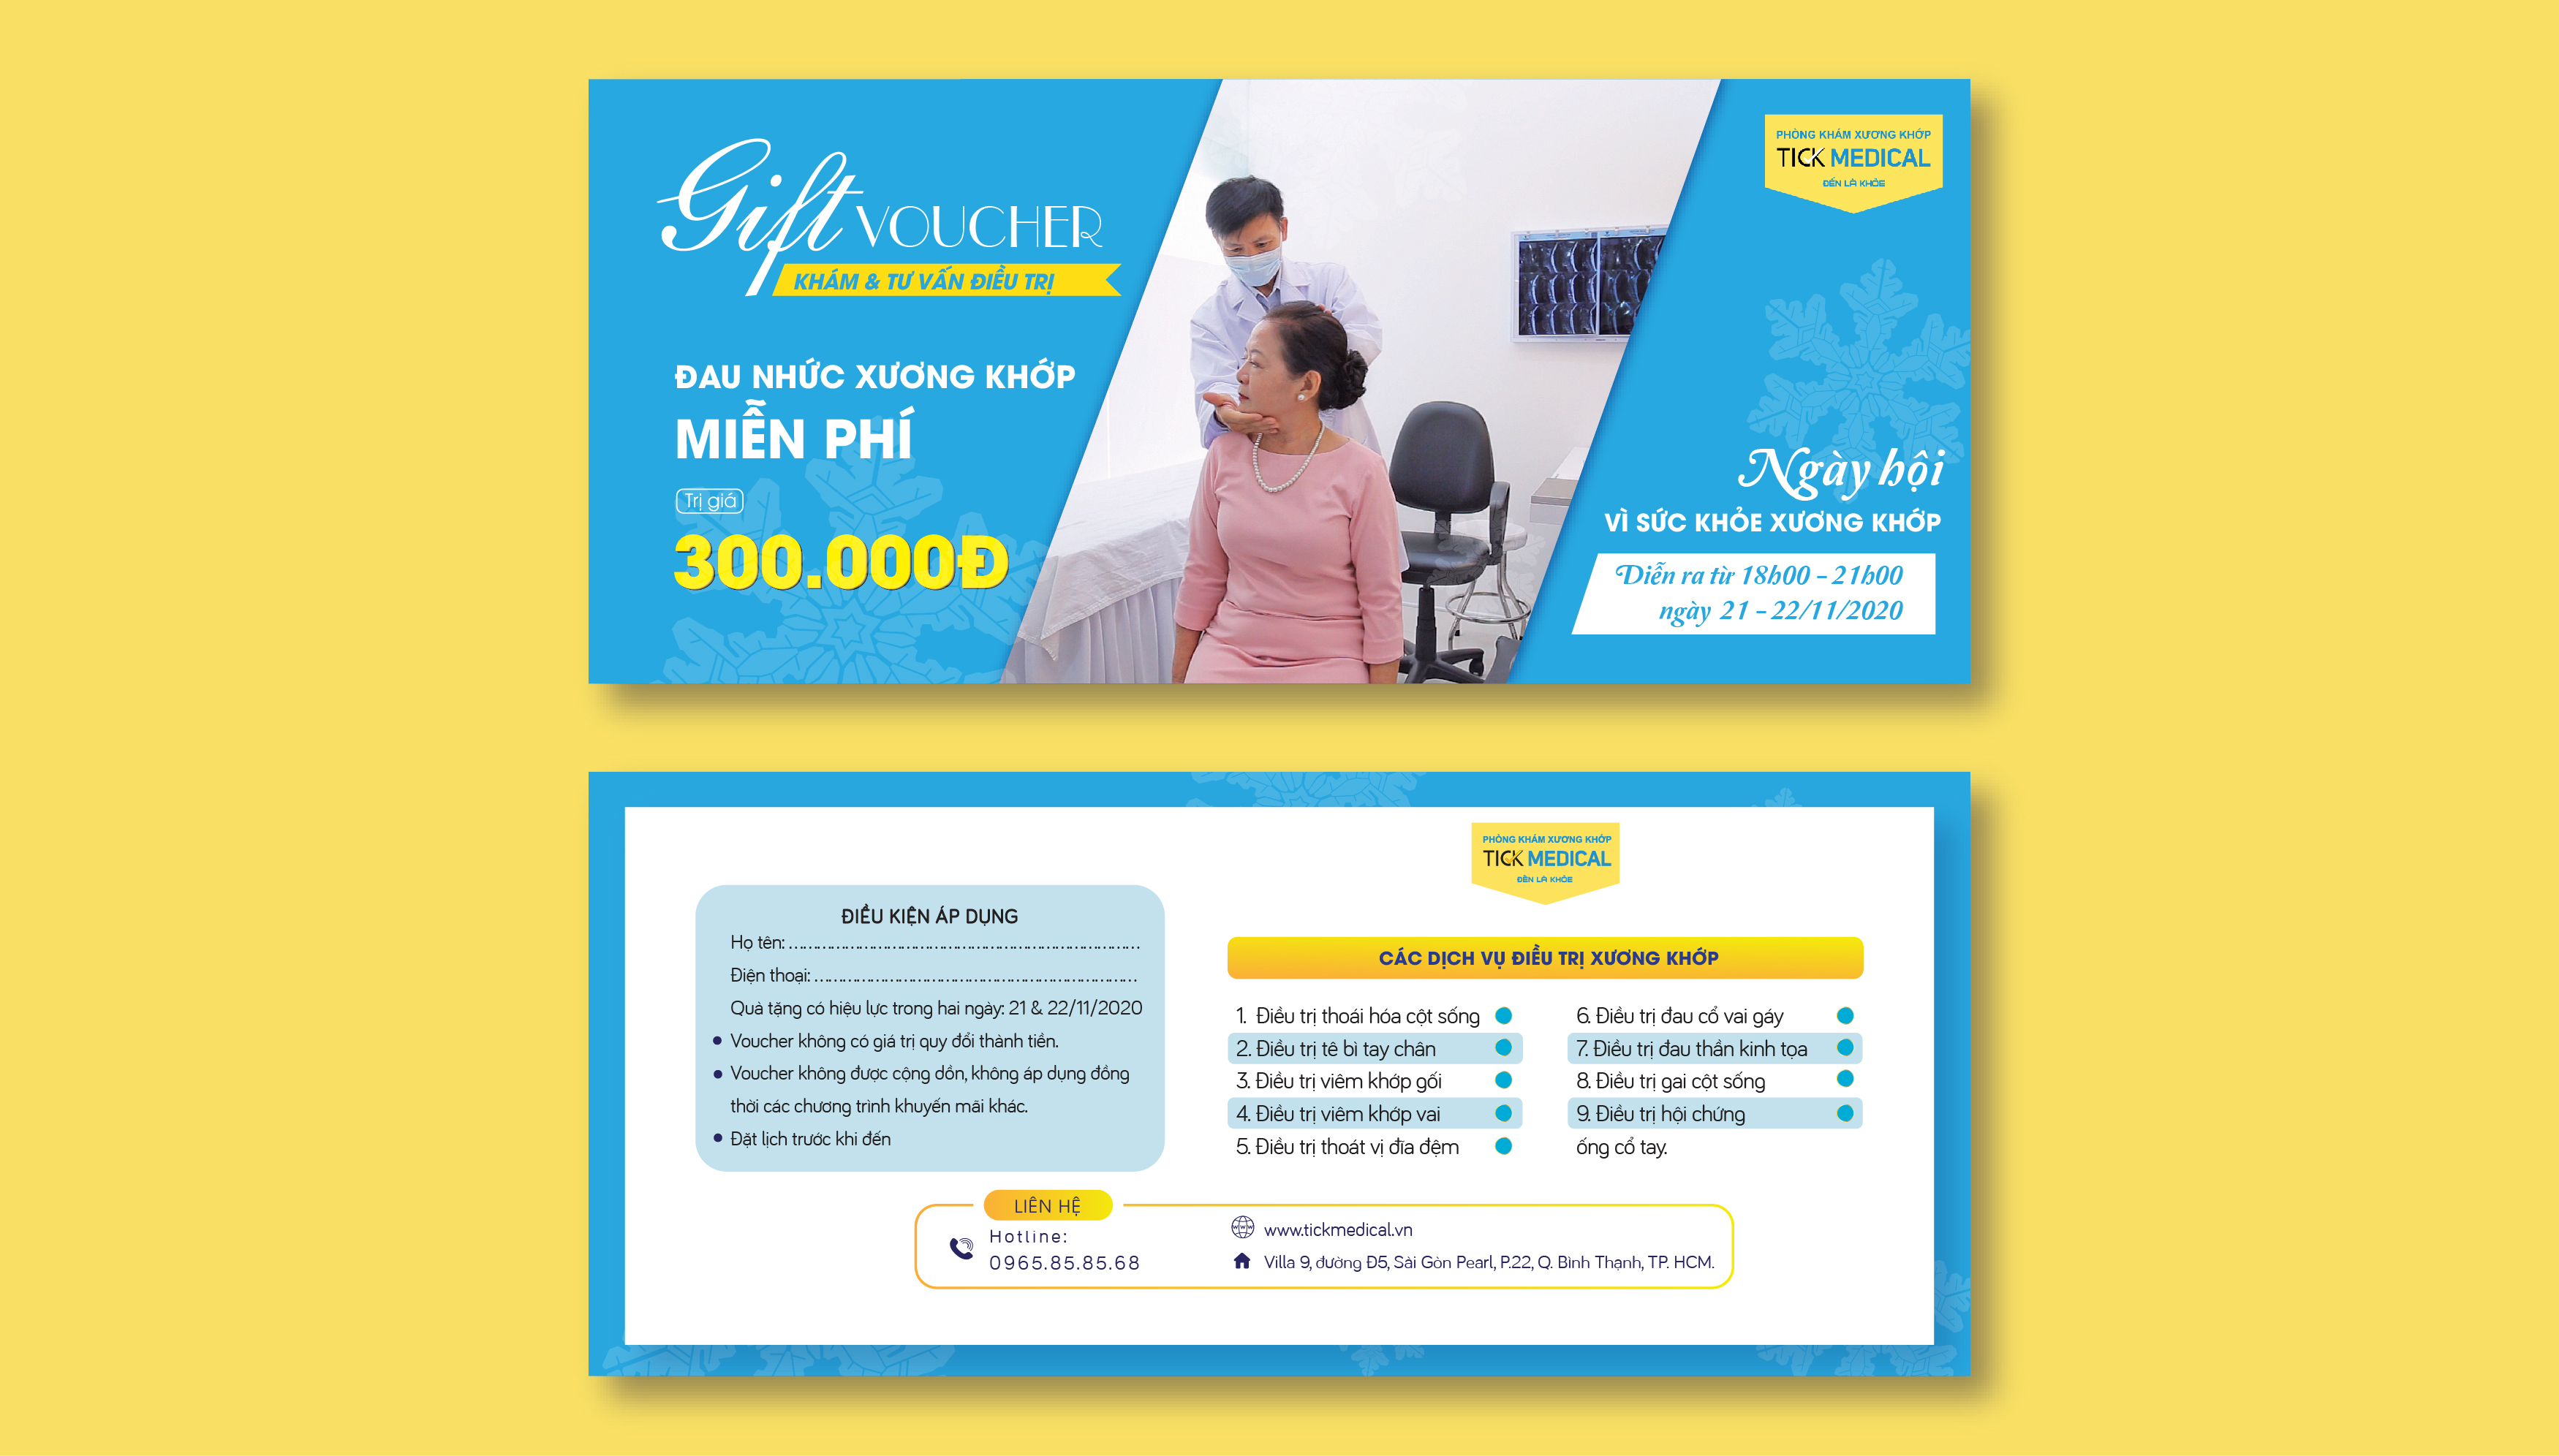 Gift VOUCHER
KHÁM & TƯ VẤN ĐIỀU TRỊ
ĐAU NHỨC XƯƠNG KHỚP
MIỄN PHÍ
Trị giá
300.000Đ
PHÒNG KHÁM XƯƠNG KHỚP
TICK MEDICAL
ĐẾN LÀ KHỎE
Ngày hội
VÌ SỨC KHỎE XƯƠNG KHỚP
Diễn ra từ 18h00 - 21h00
ngày 21 - 22/11/2020
ĐIỀU KIỆN ÁP DỤNG
Họ tên: ............................................................
Điện thoại: ............................................................
Quà tặng có hiệu lực trong hai ngày: 21 & 22/11/2020
• Voucher không có giá trị quy đổi thành tiền.
• Voucher không được cộng dồn, không áp dụng đồng
thời các chương trình khuyến mãi khác.
• Đặt lịch trước khi đến
PHÒNG KHÁM XƯƠNG KHỚP
TICK MEDICAL
ĐẾN LÀ KHỎE
CÁC DỊCH VỤ ĐIỀU TRỊ XƯƠNG KHỚP
1. Điều trị thoái hóa cột sống
2. Điều trị tê bì tay chân
3. Điều trị viêm khớp gối
4. Điều trị viêm khớp vai
5. Điều trị thoát vị đĩa đệm
6. Điều trị đau cổ vai gáy
7. Điều trị đau thần kinh tọa
8. Điều trị gai cột sống
9. Điều trị hội chứng
ống cổ tay.
LIÊN HỆ
Hotline:
0965.85.85.68
www.tickmedical.vn
Villa 9, đường Đ5, Sài Gòn Pearl, P.22, Q. Bình Thạnh, TP. HCM.